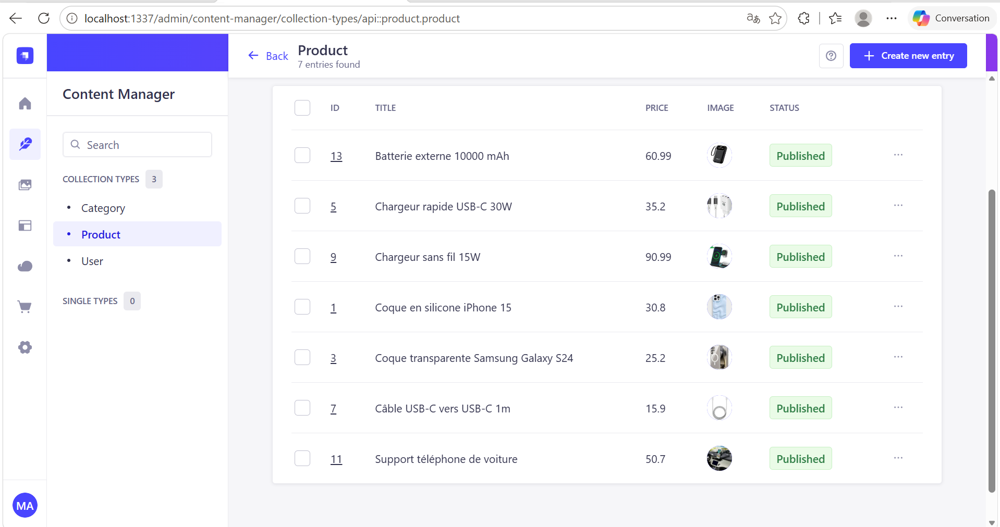 localhost:1337/admin/content-manager/collection-types/api::product.product
Conversation
Back
Product
7 entries found
Create new entry
Content Manager
Search
COLLECTION TYPES 3
Category
Product
User
SINGLE TYPES 0
MA
ID TITLE PRICE IMAGE STATUS
13 Batterie externe 10000 mAh 60.99 Published
5 Chargeur rapide USB-C 30W 35.2 Published
9 Chargeur sans fil 15W 90.99 Published
1 Coque en silicone iPhone 15 30.8 Published
3 Coque transparente Samsung Galaxy S24 25.2 Published
7 Câble USB-C vers USB-C 1m 15.9 Published
11 Support téléphone de voiture 50.7 Published